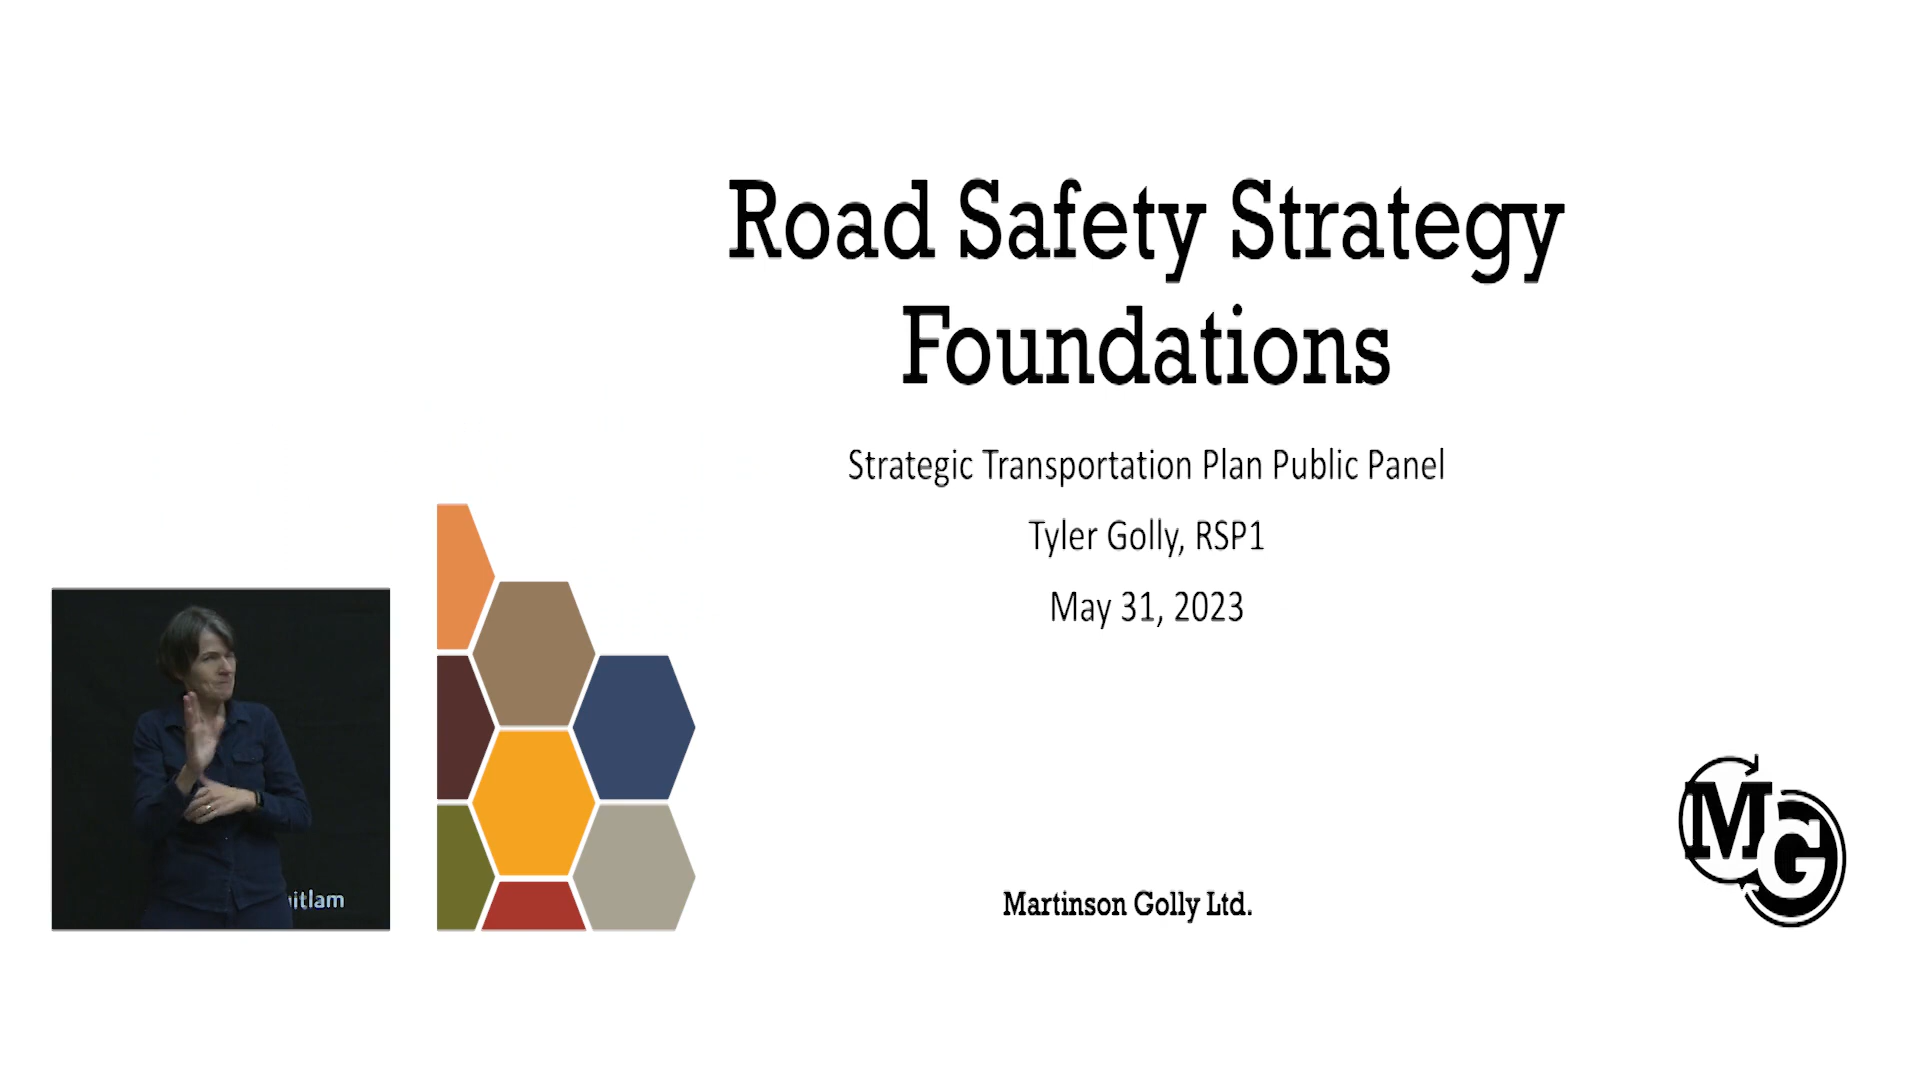 Road Safety Strategy
Foundations
Strategic Transportation Plan Public Panel
Tyler Golly, RSP1
May 31, 2023
itlam
Martinson Golly Ltd.
MG